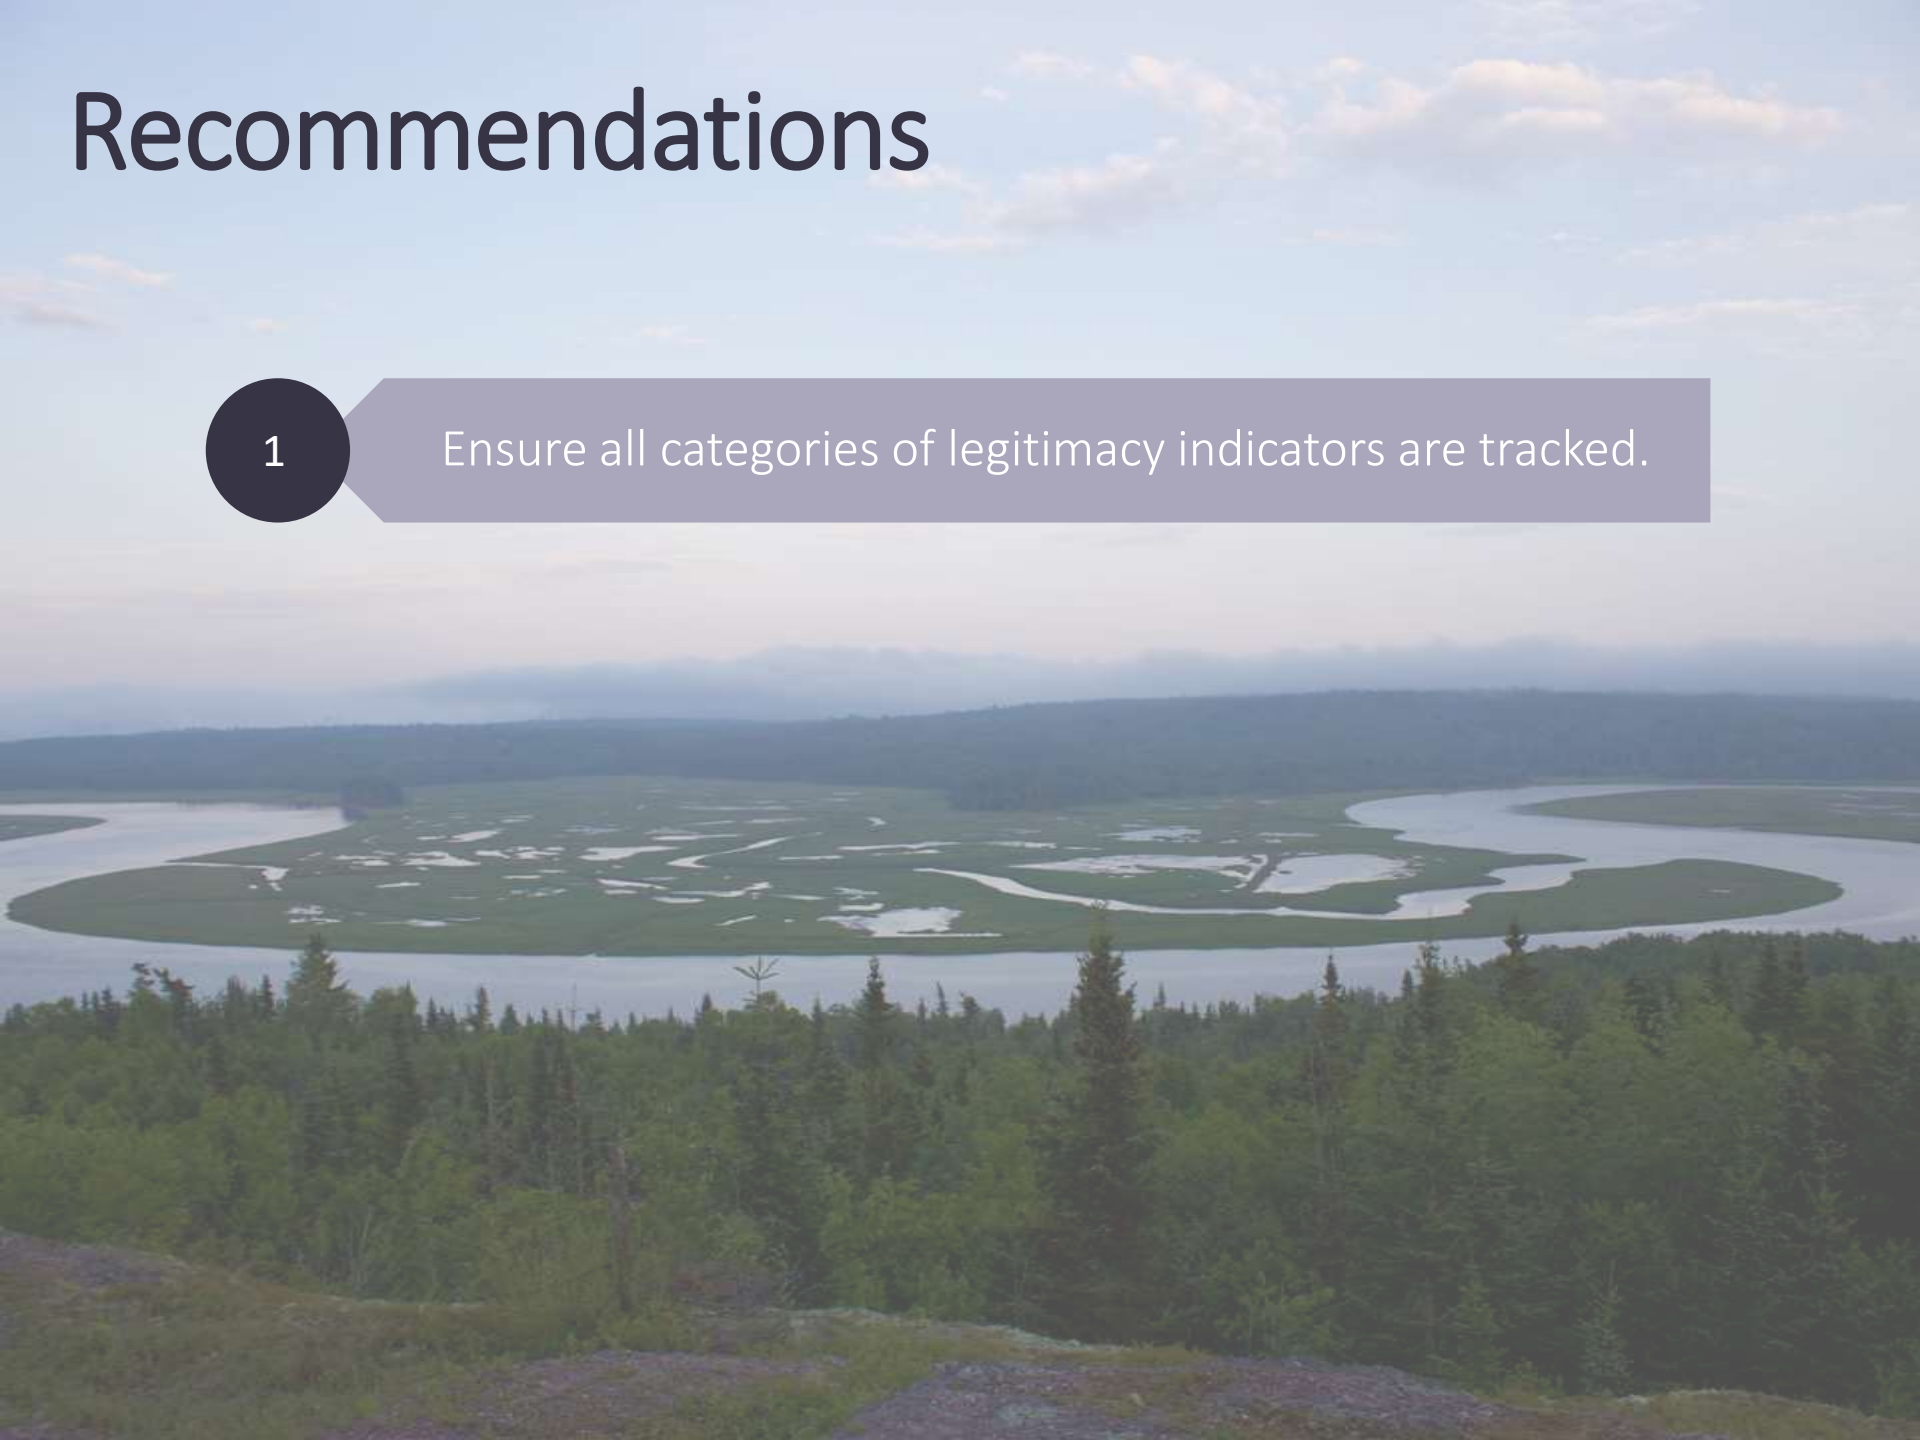 Recommendations
1
Ensure all categories of legitimacy indicators are tracked.